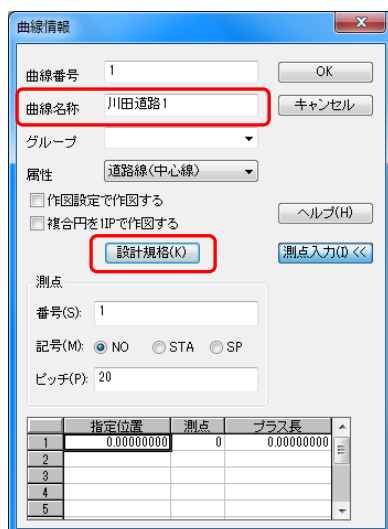 曲線情報
曲線番号 1 OK
曲線名称 川田道路1 キャンセル
グループ
属性 道路線(中心線)
作図設定で作図する
複合円を1IPで作図する ヘルプ(H)
設計規格(K) 測点入力(I) <<
測点
番号(S): 1
記号(M): NO STA SP
ピッチ(P): 20
指定位置 測点 プラス長
1 0.00000000 0 0.00000000
2
3
4
5